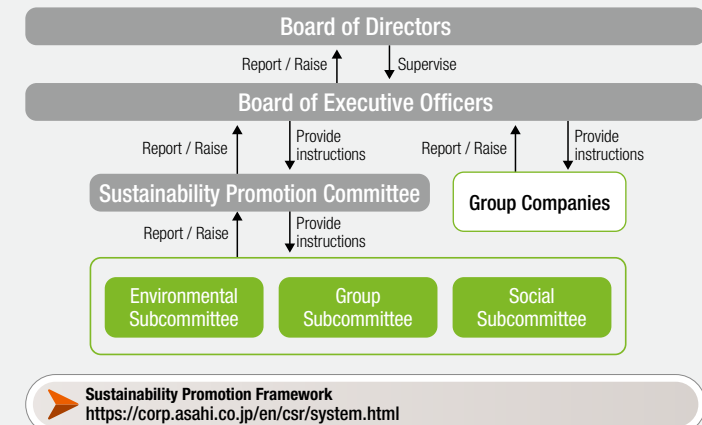 Board of Directors
Report / Raise
Supervise
Board of Executive Officers
Report / Raise
Provide
instructions
Report / Raise
Provide
instructions
Sustainability Promotion Committee
Group Companies
Report / Raise
Provide
instructions
Environmental
Subcommittee
Group
Subcommittee
Social
Subcommittee
Sustainability Promotion Framework
https://corp.asahi.co.jp/en/csr/system.html